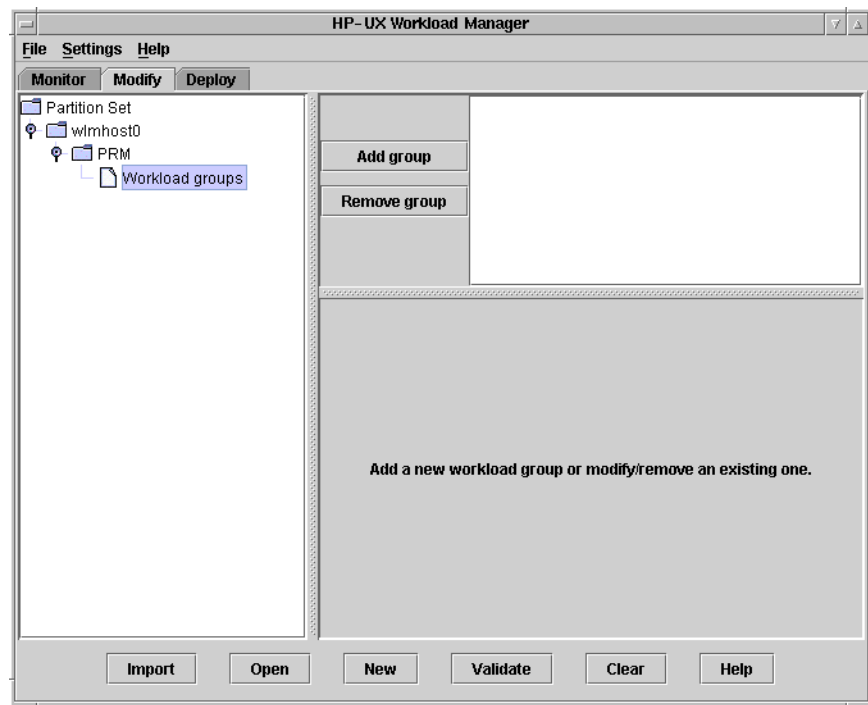 HP-UX Workload Manager
File Settings Help
Monitor Modify Deploy
Partition Set
wlmhost0
PRM
Workload groups
Add group
Remove group
Add a new workload group or modify/remove an existing one.
Import Open New Validate Clear Help